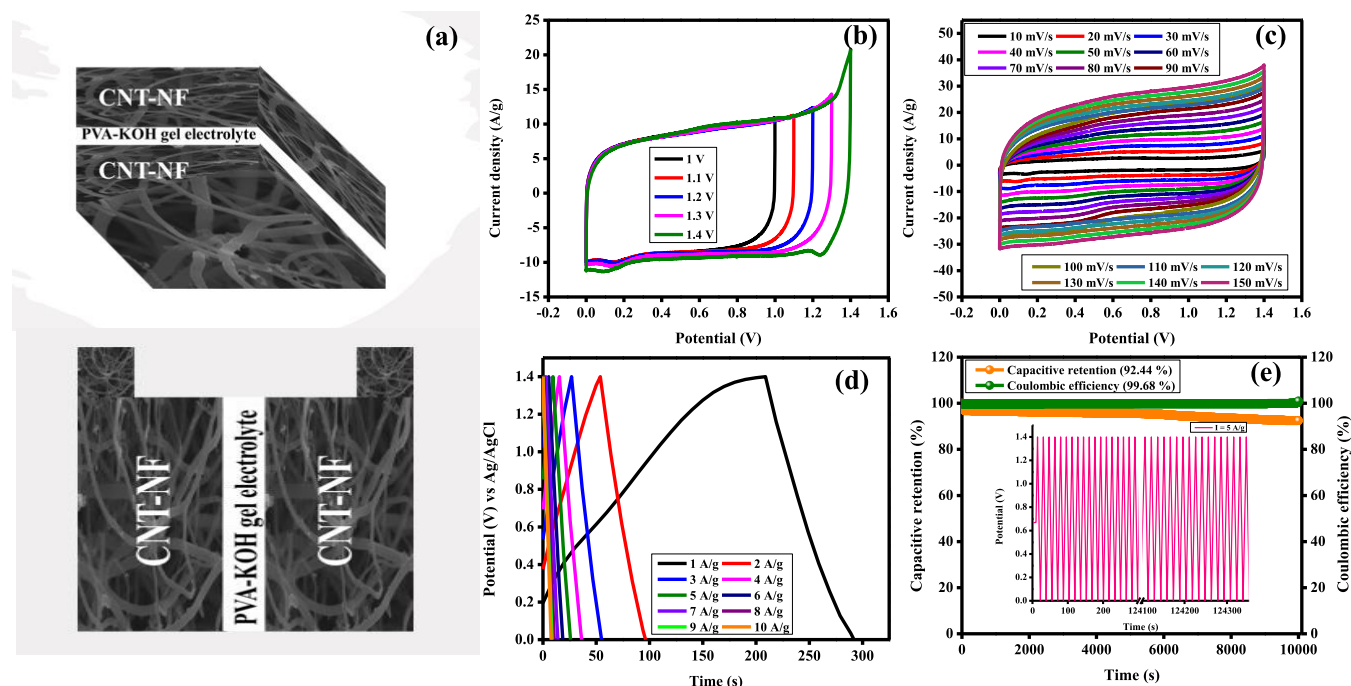 (a)
CNT-NF
PVA-KOH gel electrolyte
CNT-NF
CNT-NF
PVA-KOH gel electrolyte
CNT-NF
(b)
Current density (A/g)
25
20
15
10
5
0
-5
-10
-15
1 V
1.1 V
1.2 V
1.3 V
1.4 V
-0.2 0.0 0.2 0.4 0.6 0.8 1.0 1.2 1.4 1.6
Potential (V)
(c)
Current density (A/g)
50
40
30
20
10
0
-10
-20
-30
-40
-50
10 mV/s 20 mV/s 30 mV/s
40 mV/s 50 mV/s 60 mV/s
70 mV/s 80 mV/s 90 mV/s
100 mV/s 110 mV/s 120 mV/s
130 mV/s 140 mV/s 150 mV/s
-0.2 0.0 0.2 0.4 0.6 0.8 1.0 1.2 1.4 1.6
Potential (V)
(d)
Potential (V) vs Ag/AgCl
1.4
1.2
1.0
0.8
0.6
0.4
0.2
0.0
1 A/g 2 A/g
3 A/g 4 A/g
5 A/g 6 A/g
7 A/g 8 A/g
9 A/g 10 A/g
0 50 100 150 200 250 300
Time (s)
(e)
Capacitive retention (%)
120
100
80
60
40
20
0
Capacitive retention (92.44 %)
Coulombic efficiency (99.68 %)
I = 5 A/g
Potential (V)
1.4
1.2
1.0
0.8
0.6
0.4
0.2
0.0
0 100 200 124100 124200 124300
Time (s)
0 2000 4000 6000 8000 10000
Time (s)
120
100
80
60
40
20
0
Coulombic efficiency (%)